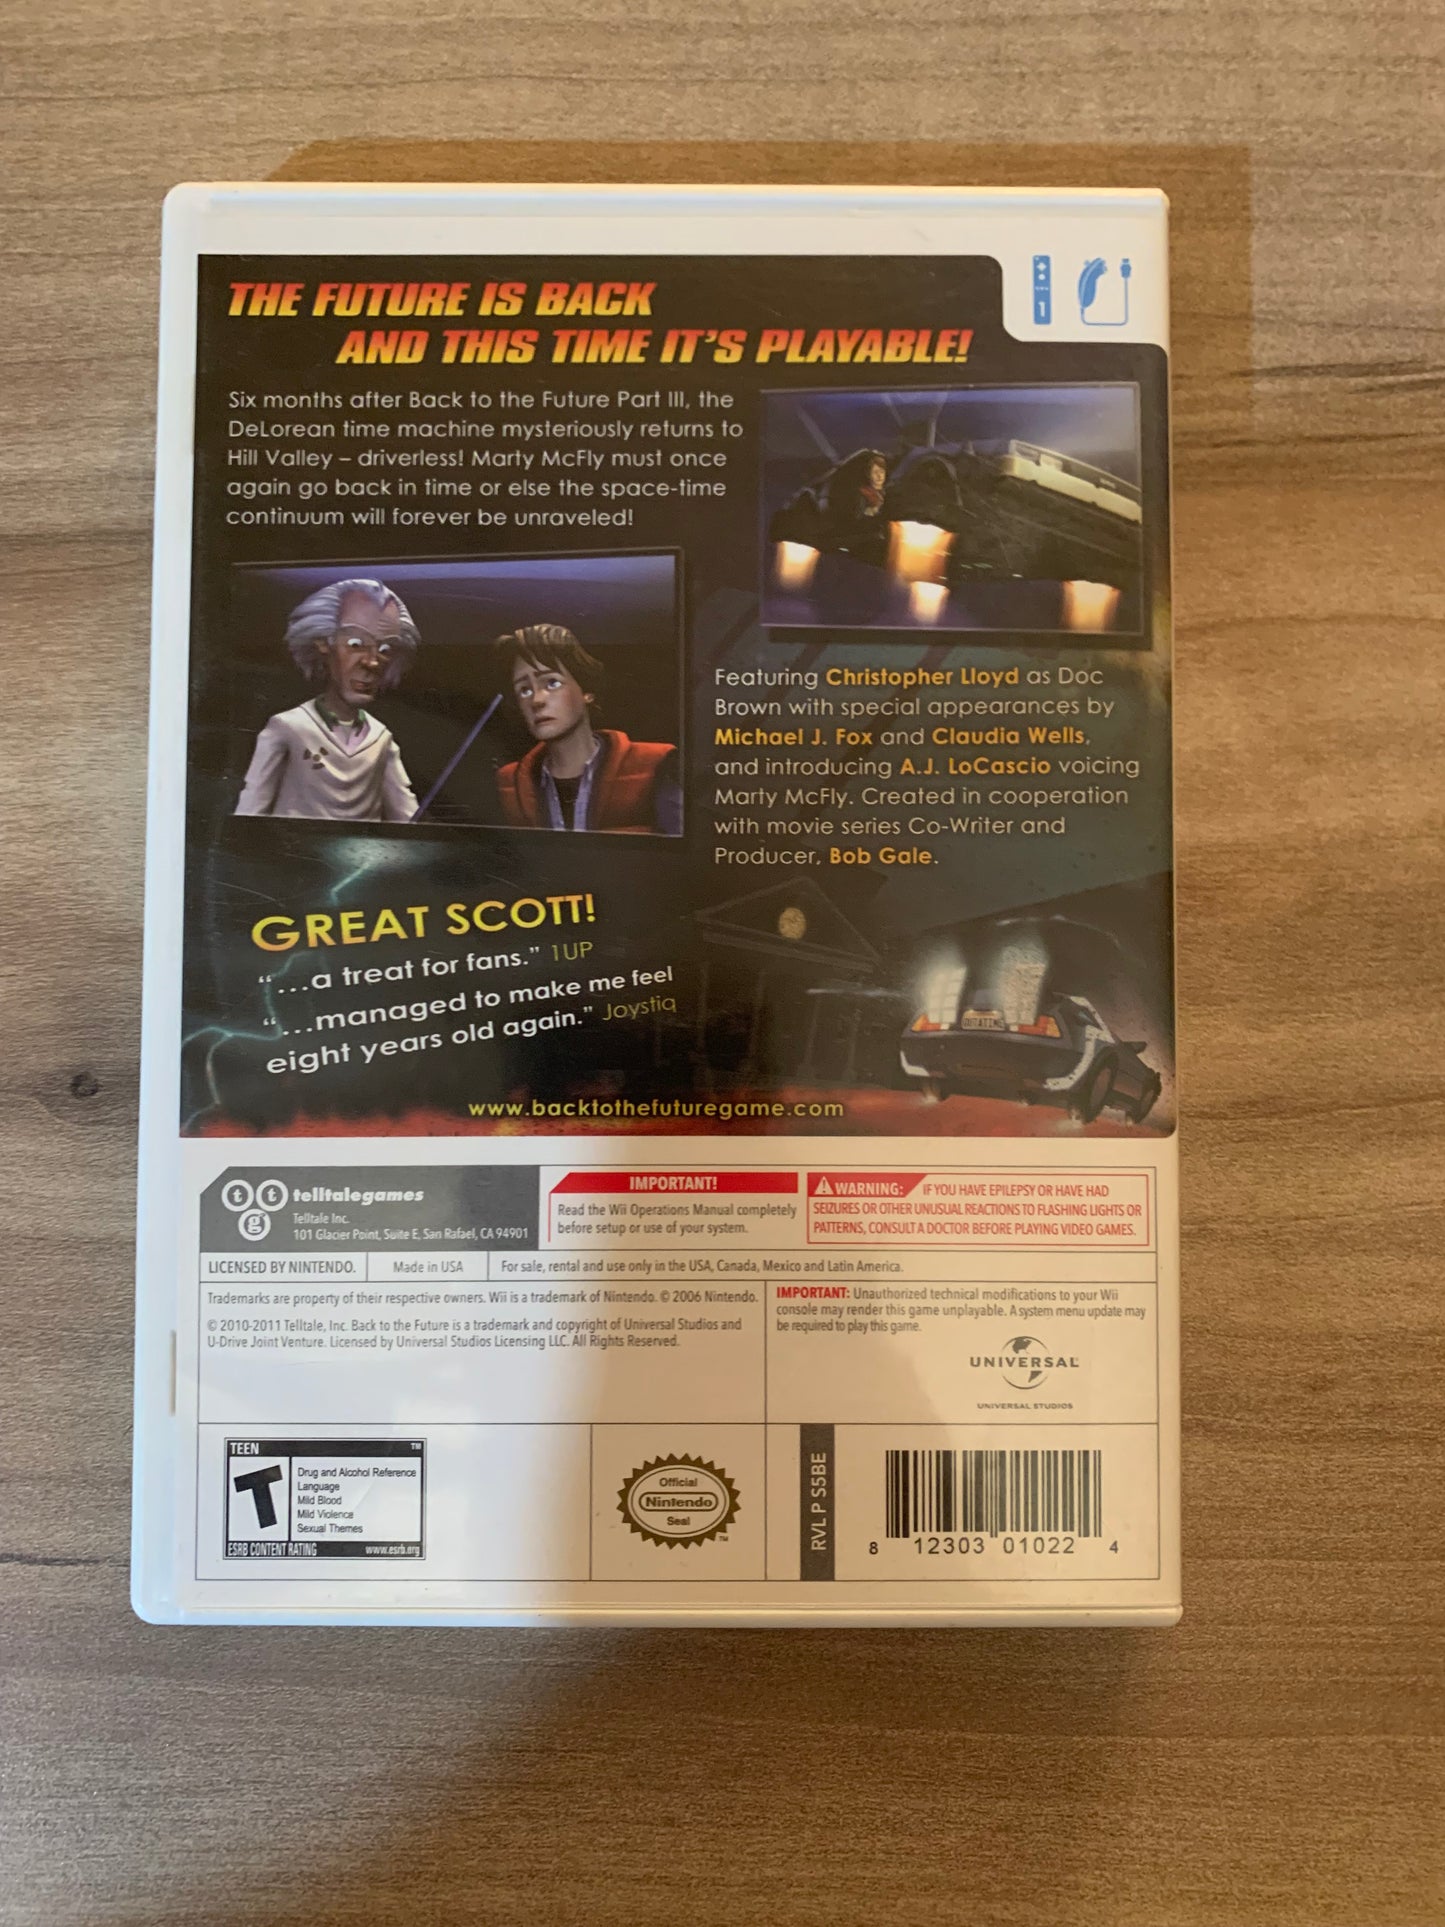 THE FUTURE IS BACK
AND THIS TIME IT'S PLAYABLE!
1
Six months after Back to the Future Part III, the
DeLorean time machine mysteriously returns to
Hill Valley – driverless! Marty McFly must once
again go back in time or else the space-time
continuum will forever be unraveled!
Featuring Christopher Lloyd as Doc
Brown with special appearances by
Michael J. Fox and Claudia Wells,
and introducing A.J. LoCascio voicing
Marty McFly. Created in cooperation
with movie series Co-Writer and
Producer, Bob Gale.
GREAT SCOTT!
“...a treat for fans.” 1UP
“...managed to make me feel
eight years old again.” Joystiq
OUTATIME
www.backtothefuturegame.com
t t g
telltalegames
Telltale Inc.
101 Glacier Point, Suite E, San Rafael, CA 94901
IMPORTANT!
Read the Wii Operations Manual completely
before setup or use of your system.
WARNING: IF YOU HAVE EPILEPSY OR HAVE HAD
SEIZURES OR OTHER UNUSUAL REACTIONS TO FLASHING LIGHTS OR
PATTERNS, CONSULT A DOCTOR BEFORE PLAYING VIDEO GAMES.
LICENSED BY NINTENDO.
Made in USA
For sale, rental and use only in the USA, Canada, Mexico and Latin America.
Trademarks are property of their respective owners. Wii is a trademark of Nintendo. © 2006 Nintendo.
© 2010-2011 Telltale, Inc. Back to the Future is a trademark and copyright of Universal Studios and
U-Drive Joint Venture. Licensed by Universal Studios Licensing LLC. All Rights Reserved.
IMPORTANT: Unauthorized technical modifications to your Wii
console may render this game unplayable. A system menu update may
be required to play this game.
UNIVERSAL
UNIVERSAL STUDIOS
TEEN TM
T
Drug and Alcohol Reference
Language
Mild Blood
Mild Violence
Sexual Themes
ESRB CONTENT RATING www.esrb.org
Official
Nintendo
Seal
TM
RVL P S5BE
8 12303 01022 4